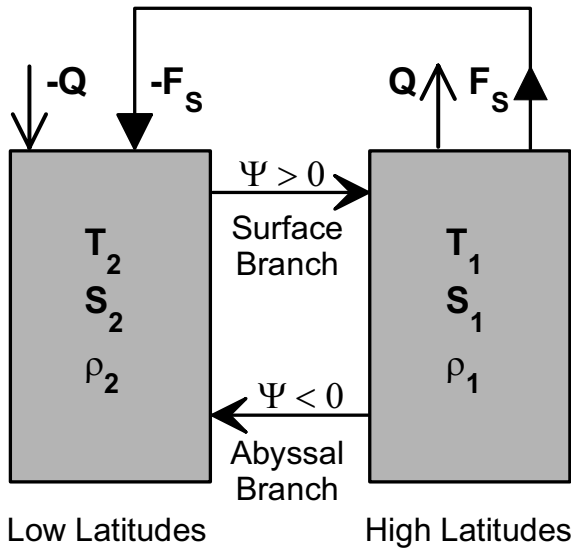 -Q
-F_S
Q
F_S
Ψ > 0
Surface
Branch
T_2
S_2
ρ_2
T_1
S_1
ρ_1
Ψ < 0
Abyssal
Branch
Low Latitudes
High Latitudes